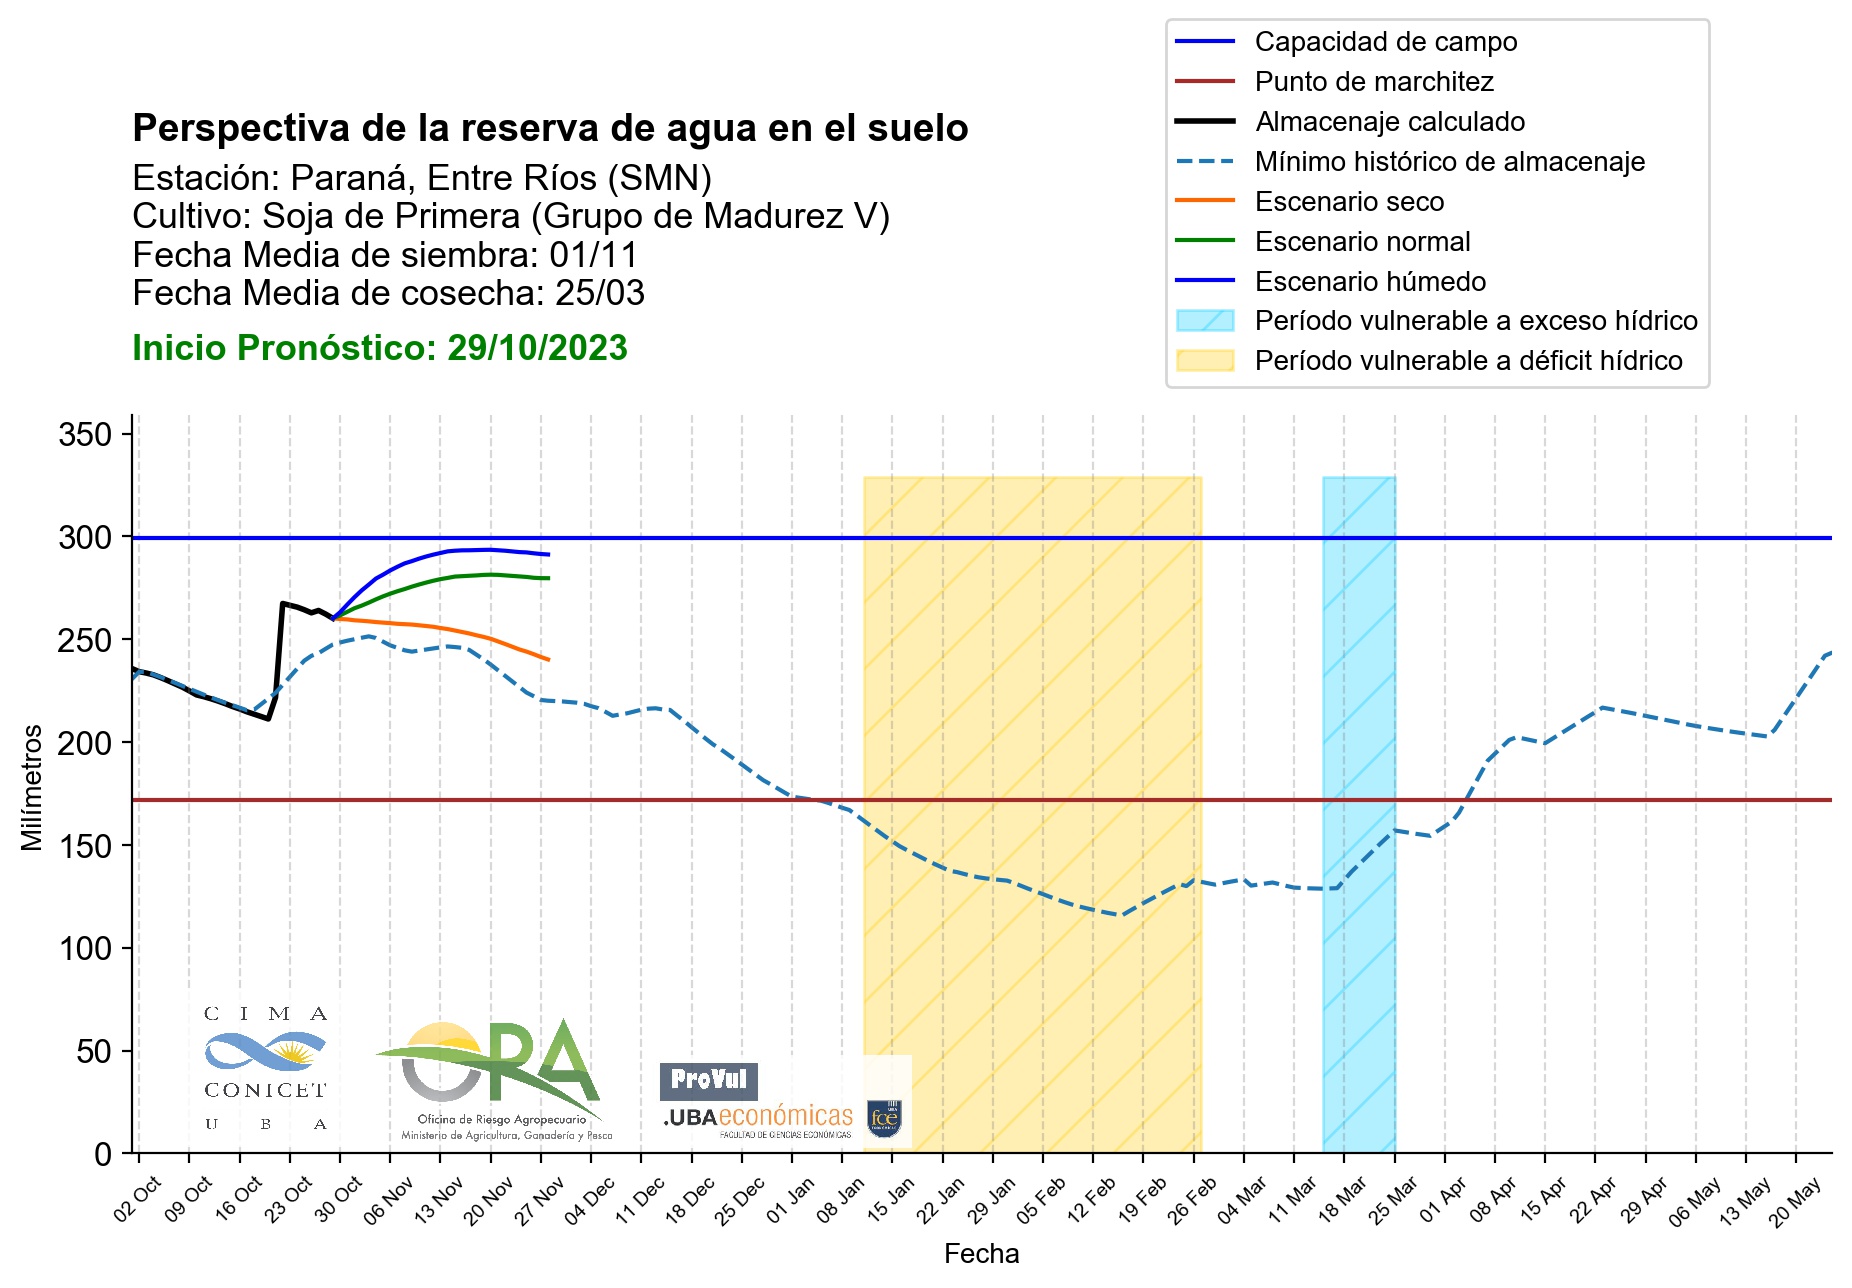 Capacidad de campo
Punto de marchitez
Almacenaje calculado
Mínimo histórico de almacenaje
Escenario seco
Escenario normal
Escenario húmedo
Período vulnerable a exceso hídrico
Período vulnerable a déficit hídrico
Perspectiva de la reserva de agua en el suelo
Estación: Paraná, Entre Ríos (SMN)
Cultivo: Soja de Primera (Grupo de Madurez V)
Fecha Media de siembra: 01/11
Fecha Media de cosecha: 25/03
Inicio Pronóstico: 29/10/2023
350
300
250
200
150
100
50
0
Milímetros
CIMA
CONICET
UBA
ORA
Oficina de Riesgo Agropecuario
Ministerio de Agricultura, Ganadería y Pesca
ProVul
.UBAeconómicas
FACULTAD DE CIENCIAS ECONÓMICAS
fce
02 Oct
09 Oct
16 Oct
23 Oct
30 Oct
06 Nov
13 Nov
20 Nov
27 Nov
04 Dec
11 Dec
18 Dec
25 Dec
01 Jan
08 Jan
15 Jan
22 Jan
29 Jan
05 Feb
12 Feb
19 Feb
26 Feb
04 Mar
11 Mar
18 Mar
25 Mar
01 Apr
08 Apr
15 Apr
22 Apr
29 Apr
06 May
13 May
20 May
Fecha